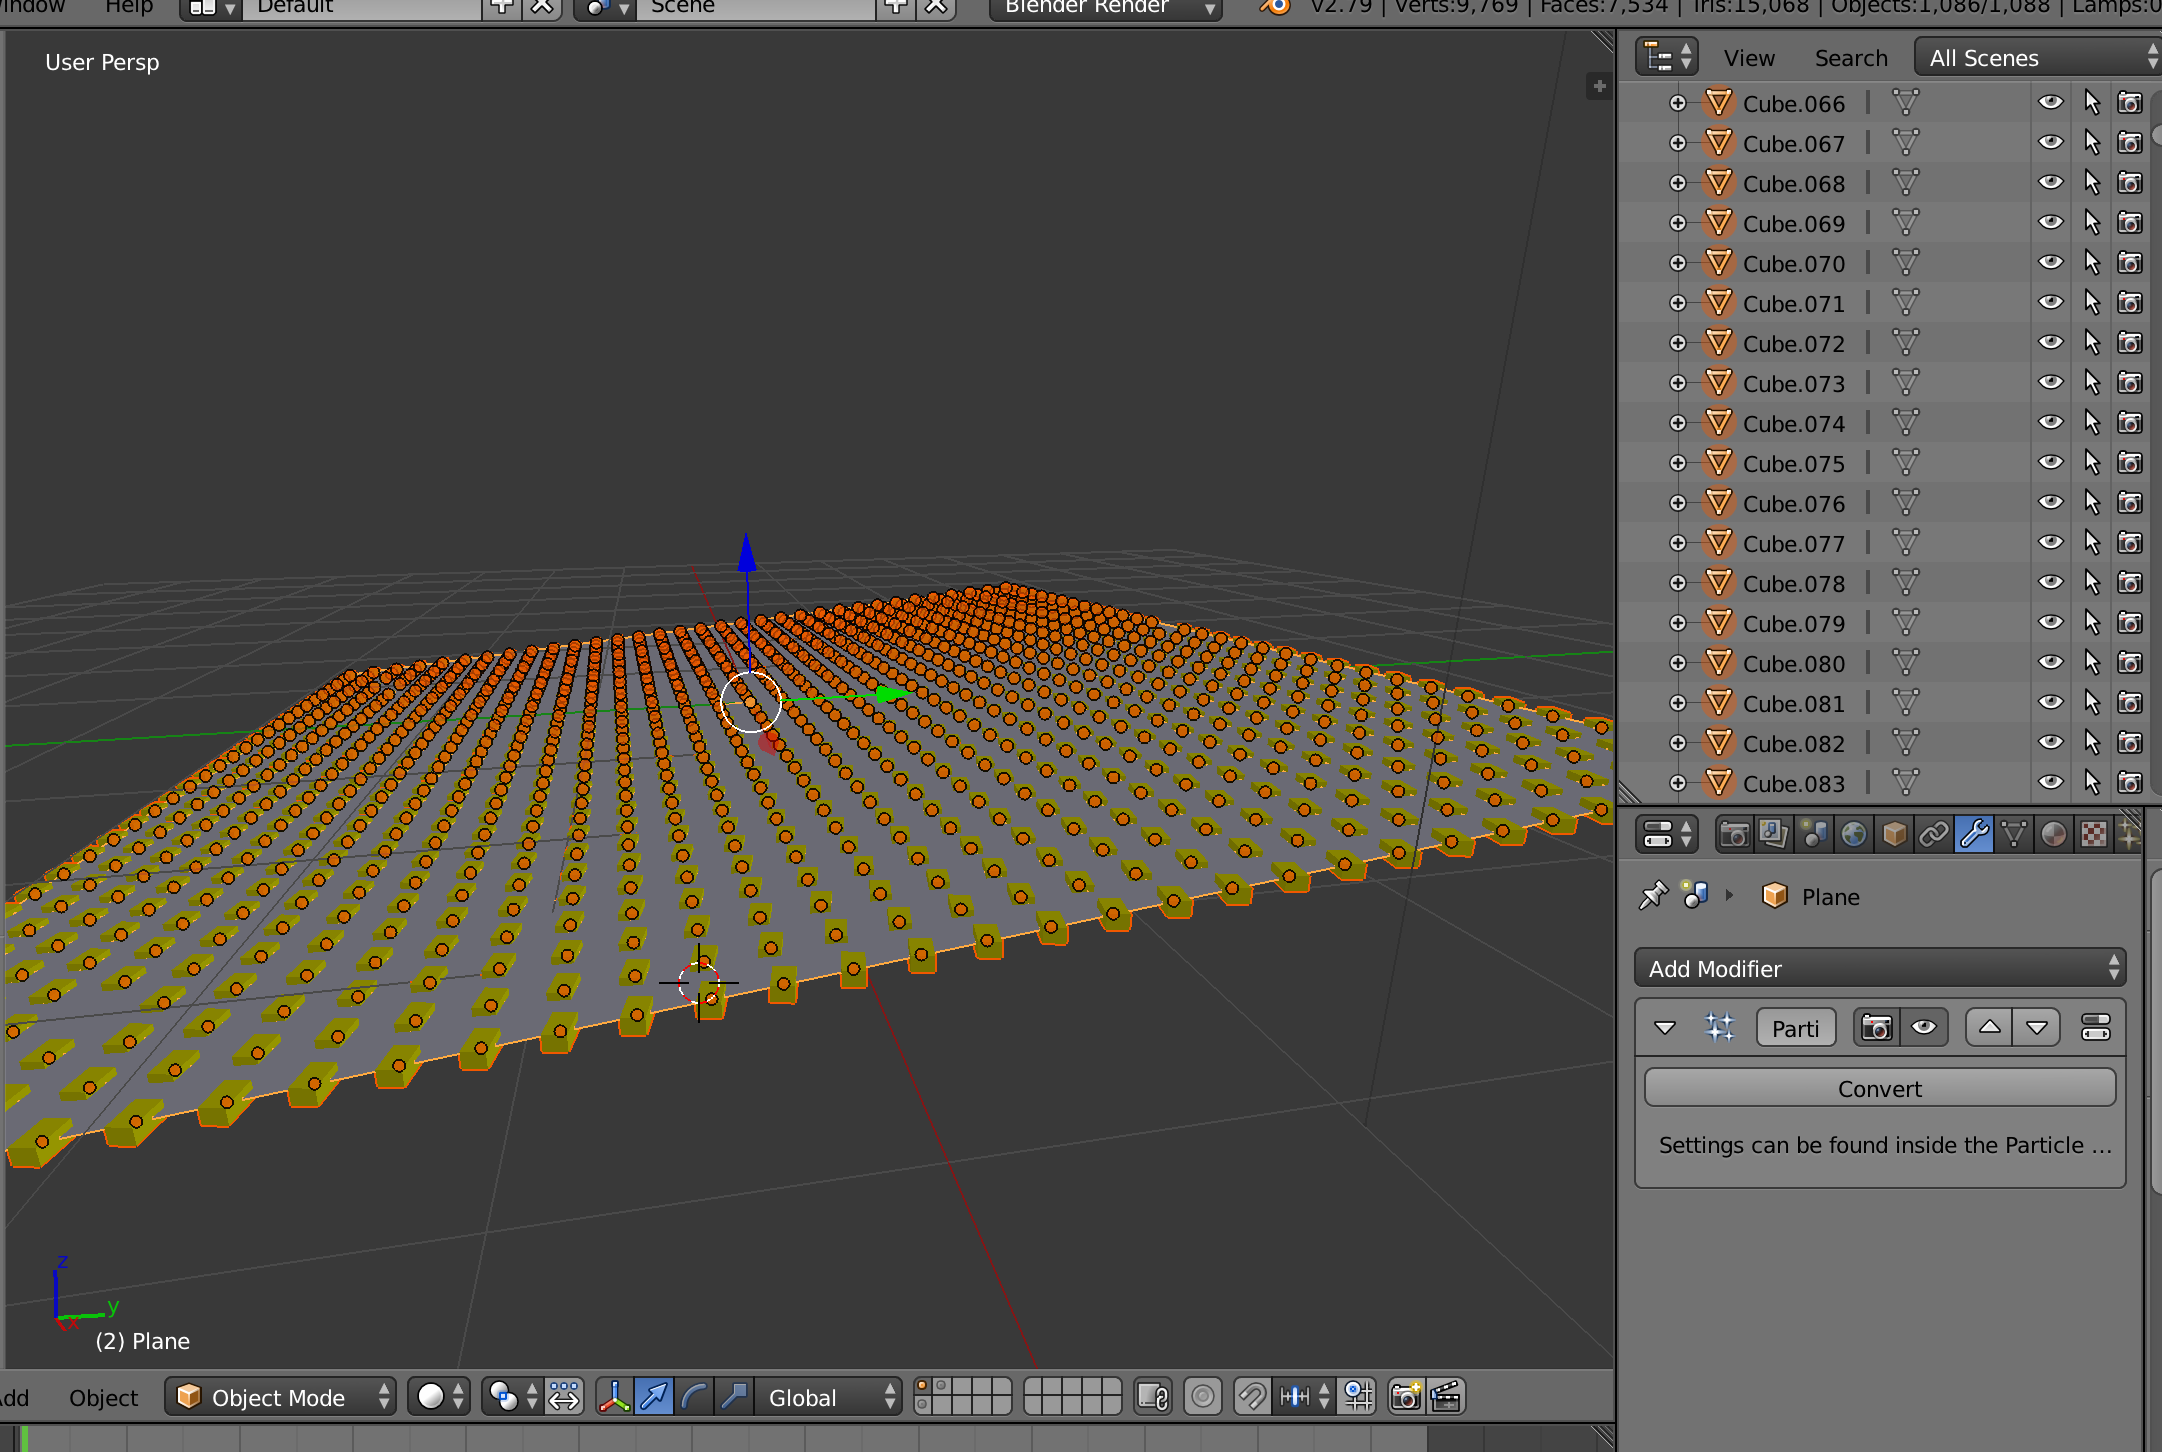 Window Help Default Scene Blender Render v2.79 | Verts:9,769 | Faces:7,534 | Tris:15,068 | Objects:1,086/1,088 | Lamps:0
User Persp
View Search All Scenes
Cube.066
Cube.067
Cube.068
Cube.069
Cube.070
Cube.071
Cube.072
Cube.073
Cube.074
Cube.075
Cube.076
Cube.077
Cube.078
Cube.079
Cube.080
Cube.081
Cube.082
Cube.083
Plane
Add Modifier
Parti
Convert
Settings can be found inside the Particle ...
z
y
x
(2) Plane
Add Object Object Mode Global